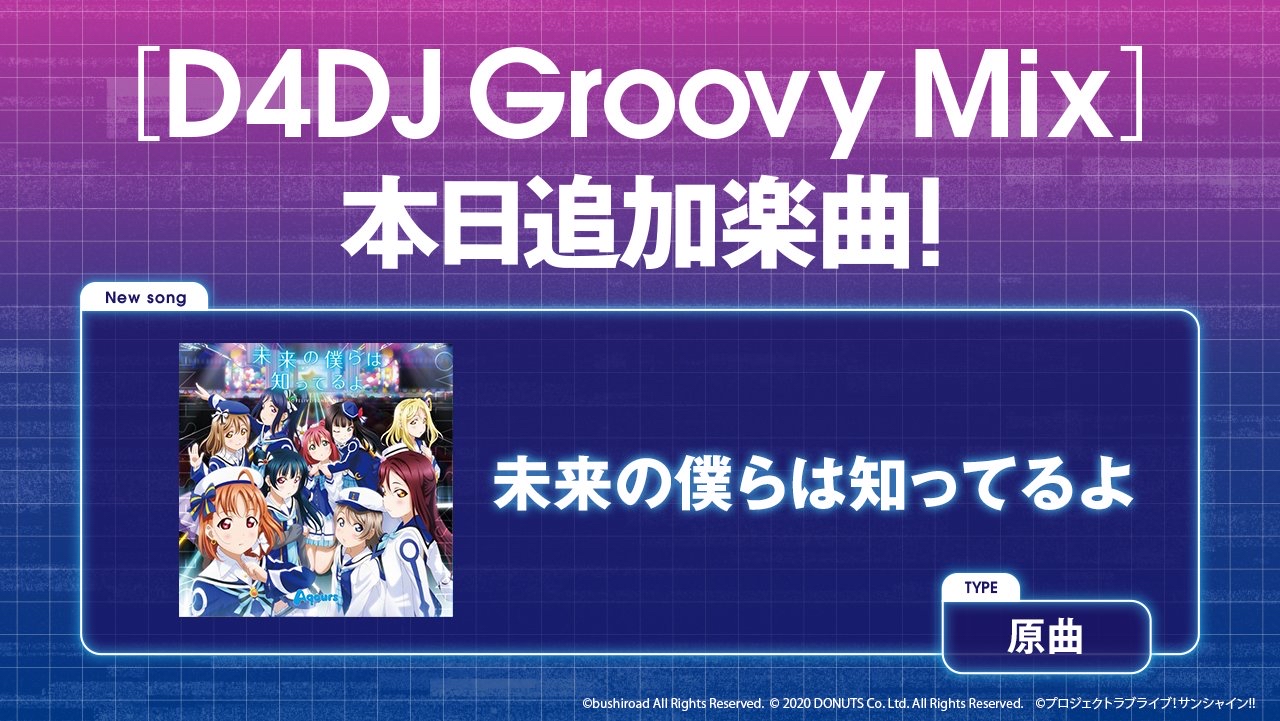 [D4DJ Groovy Mix]
本日追加楽曲!
New song
未来の僕らは
知ってるよ
Aqours
未来の僕らは知ってるよ
TYPE
原曲
©bushiroad All Rights Reserved. © 2020 DONUTS Co. Ltd. All Rights Reserved. ©プロジェクトラブライブ!サンシャイン!!